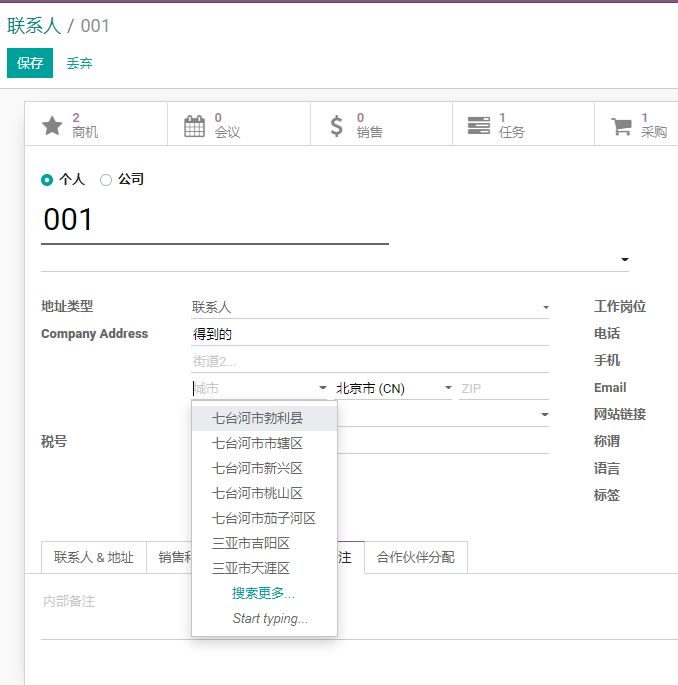 联系人 / 001
保存 丢弃
2 商机 0 会议 0 销售 1 任务 1 采购
个人 公司
001
地址类型 联系人 工作岗位
Company Address 得到的 电话
街道2... 手机
城市 北京市 (CN) ZIP Email
七台河市勃利县 网站链接
税号 七台河市市辖区 称谓
七台河市新兴区 语言
七台河市桃山区 标签
七台河市茄子河区
三亚市吉阳区
联系人 & 地址 销售 三亚市天涯区 注 合作伙伴分配
搜索更多...
内部备注
Start typing...